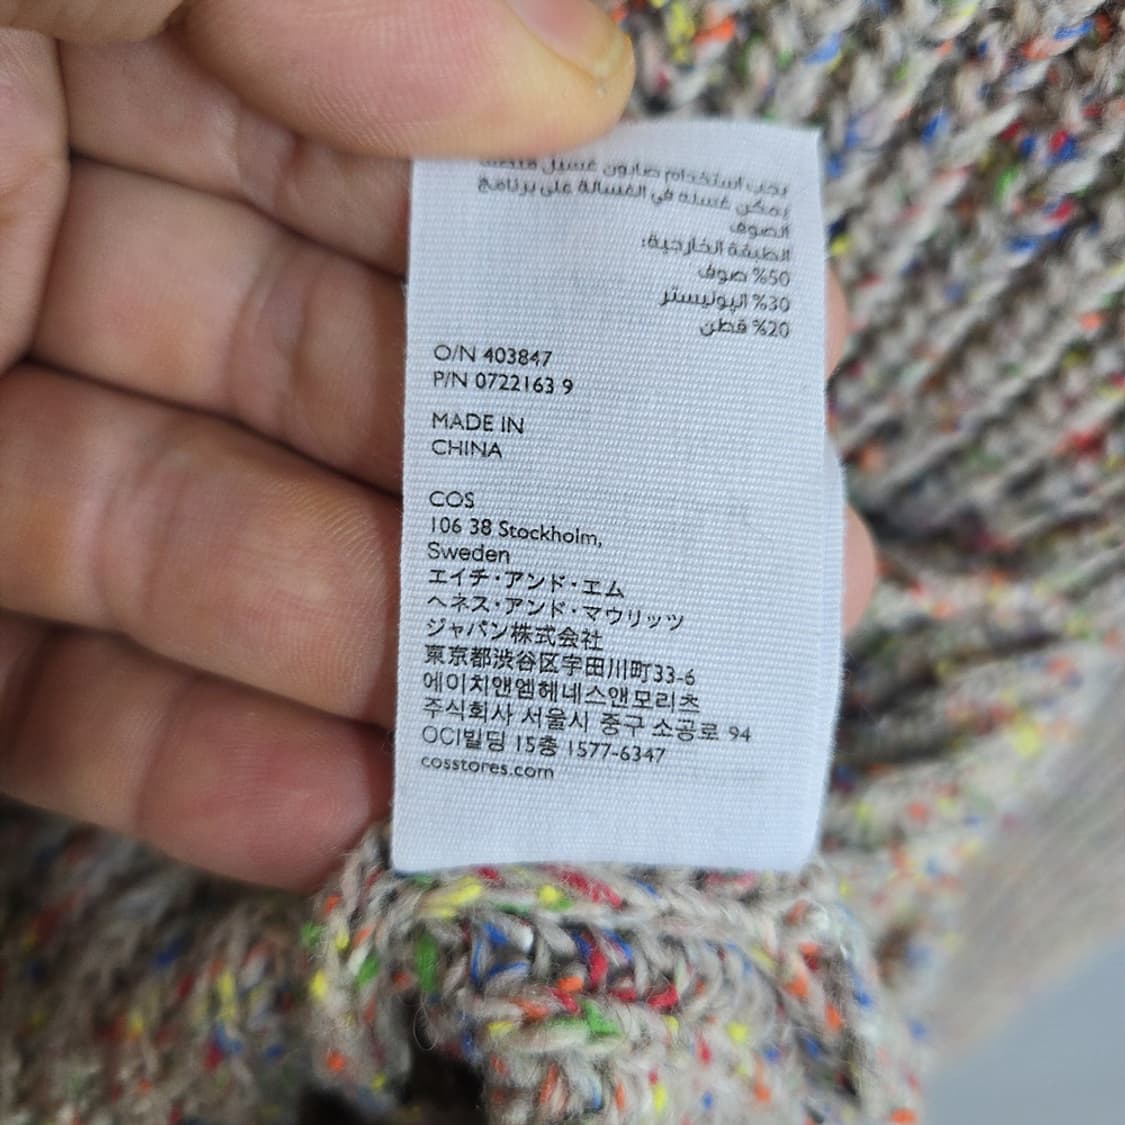 يجب استخدام صابون غسيل
يمكن غسله في الغسالة على برنامج
الصوف
الطبقة الخارجية:
50% صوف
30% اليوليستر
20% قطن
O/N 403847
P/N 0722163 9
MADE IN
CHINA
COS
106 38 Stockholm,
Sweden
エイチ・アンド・エム
ヘネス・アンド・マウリッツ
ジャパン株式会社
東京都渋谷区宇田川町33-6
에이치앤엠헤네스앤모리츠
주식회사 서울시 중구 소공로 94
OCI빌딩 15층 1577-6347
cosstores.com